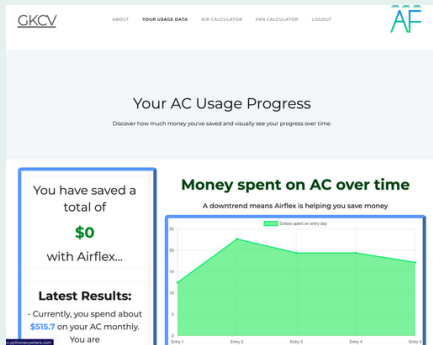 GKCV
ABOUT YOUR USAGE DATA AIR CALCULATOR FAN CALCULATOR LOGOUT
AF
Your AC Usage Progress
Discover how much money you've saved and visually see your progress over time.
You have saved a
total of
$0
with Airflex...
Latest Results:
- Currently, you spend about
$515.7 on your AC monthly.
You are
Money spent on AC over time
A downtrend means Airflex is helping you save money
Dollars spent on entry day
25
20
15
10
5
Entry 1 Entry 2 Entry 3 Entry 4 Entry 5